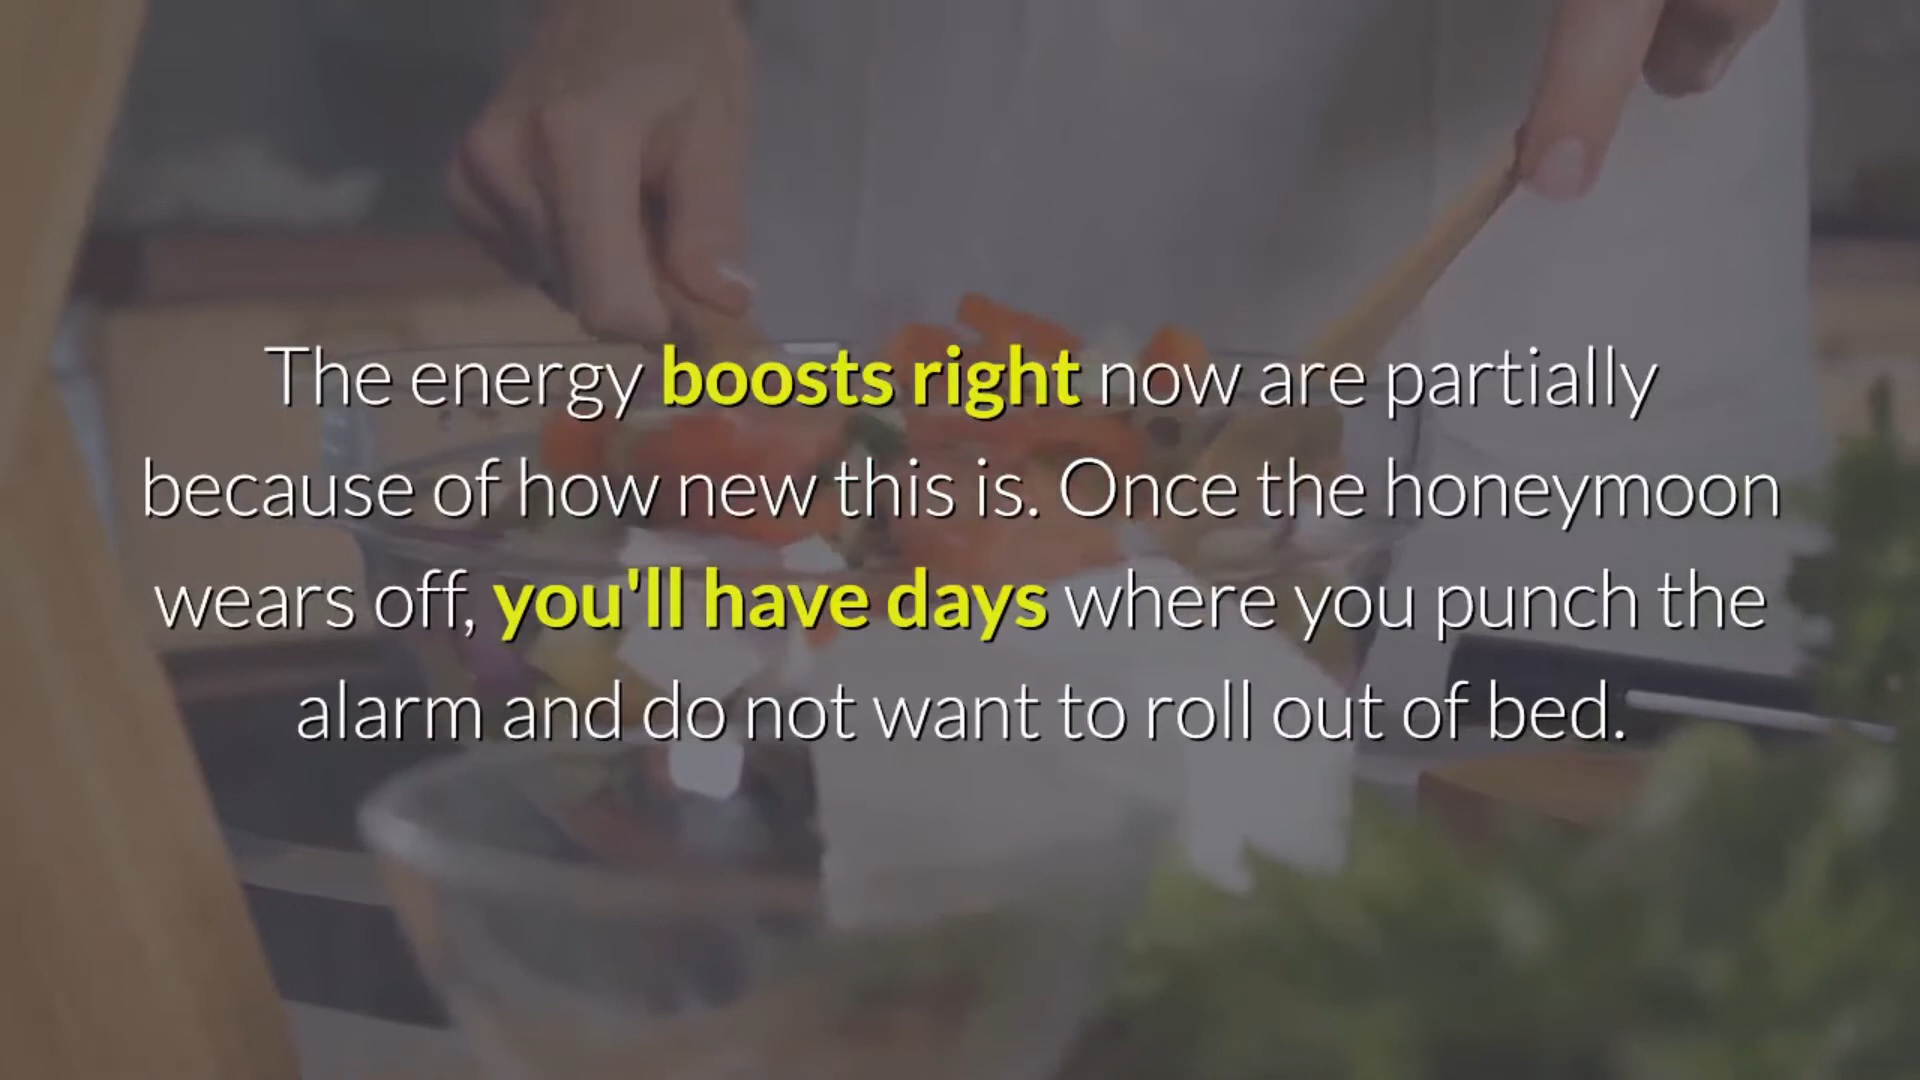 The energy boosts right now are partially
because of how new this is. Once the honeymoon
wears off, you'll have days where you punch the
alarm and do not want to roll out of bed.